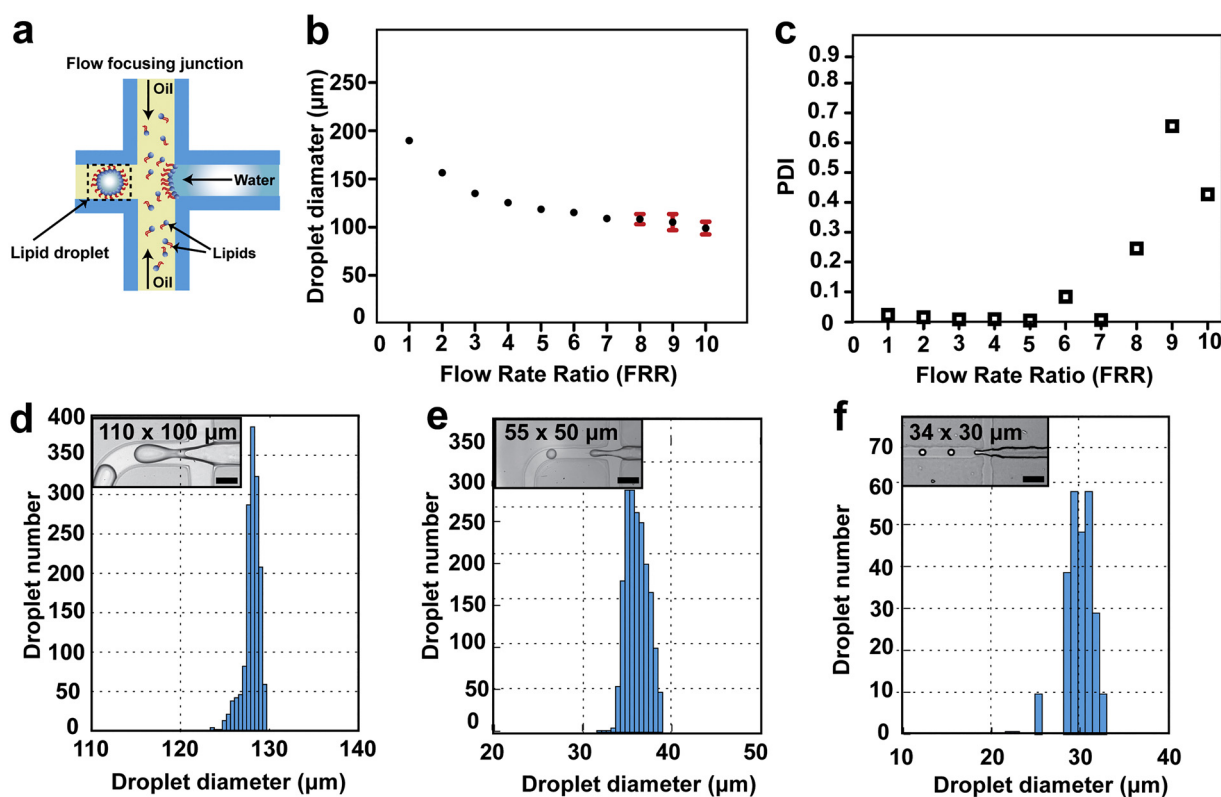 a
Flow focusing junction
Oil
Water
Lipid droplet
Lipids
Oil
b
Droplet diamater (µm)
250
200
150
100
50
0
1 2 3 4 5 6 7 8 9 10
Flow Rate Ratio (FRR)
c
PDI
0.9
0.8
0.7
0.6
0.5
0.4
0.3
0.2
0.1
0
0 1 2 3 4 5 6 7 8 9 10
Flow Rate Ratio (FRR)
d
110 x 100 µm
Droplet number
400
350
300
250
200
150
100
50
0
110 120 130 140
Droplet diameter (µm)
e
55 x 50 µm
Droplet number
350
300
250
200
150
100
50
0
20 30 40 50
Droplet diameter (µm)
f
34 x 30 µm
Droplet number
70
60
50
40
30
20
10
0
10 20 30 40
Droplet diameter (µm)